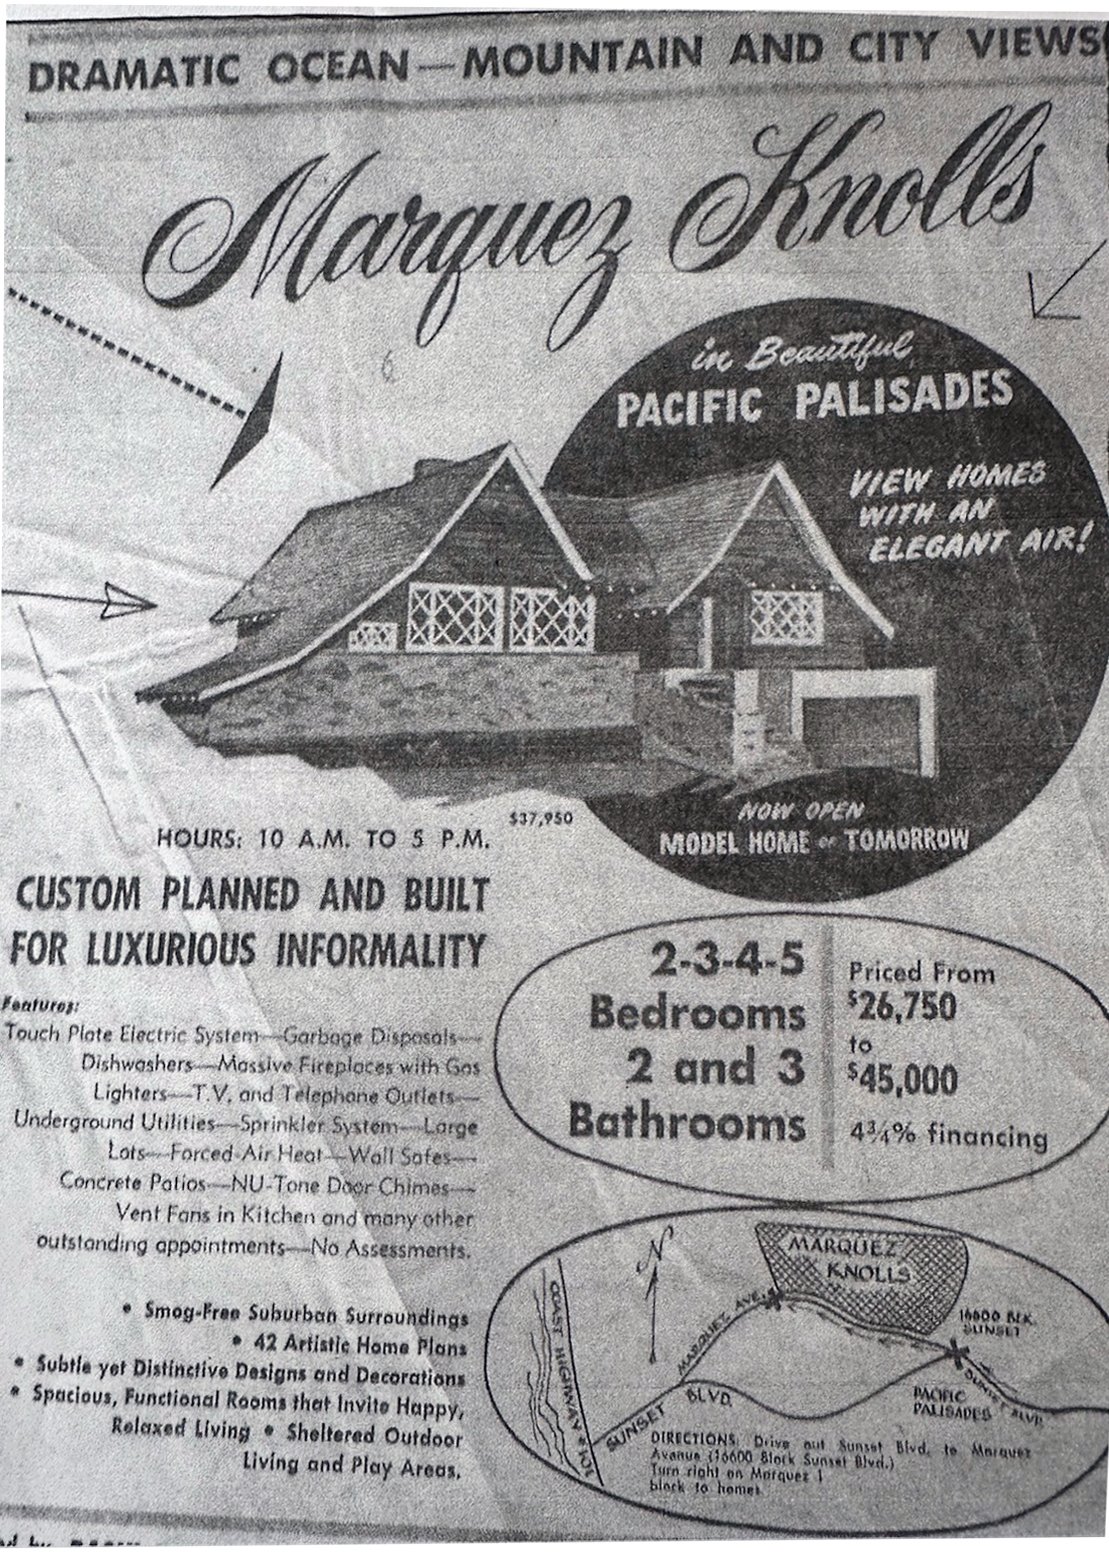 DRAMATIC OCEAN—MOUNTAIN AND CITY VIEWS
Marquez Knolls
6
in Beautiful
PACIFIC PALISADES
VIEW HOMES
WITH AN
ELEGANT AIR!
NOW OPEN
MODEL HOME OF TOMORROW
$37,950
HOURS: 10 A.M. TO 5 P.M.
CUSTOM PLANNED AND BUILT
FOR LUXURIOUS INFORMALITY
Features:
Touch Plate Electric System—Garbage Disposals—
Dishwashers—Massive Fireplaces with Gas
Lighters—T.V. and Telephone Outlets—
Underground Utilities—Sprinkler System—Large
Lots—Forced Air Heat—Wall Safes—
Concrete Patios—NU-Tone Door Chimes—
Vent Fans in Kitchen and many other
outstanding appointments—No Assessments.
• Smog-Free Suburban Surroundings
• 42 Artistic Home Plans
• Subtle yet Distinctive Designs and Decorations
• Spacious, Functional Rooms that Invite Happy,
Relaxed Living • Sheltered Outdoor
Living and Play Areas.
2-3-4-5
Bedrooms
2 and 3
Bathrooms
Priced From
$26,750
to
$45,000
4¾% financing
N
MARQUEZ
KNOLLS
COAST HIGHWAY #101
MARQUEZ AVE.
16600 BLK.
SUNSET
SUNSET BLVD.
PACIFIC
PALISADES
SUNSET BLVD.
DIRECTIONS: Drive out Sunset Blvd. to Marquez
Avenue (16600 Block Sunset Blvd.)
Turn right on Marquez 1
block to homes